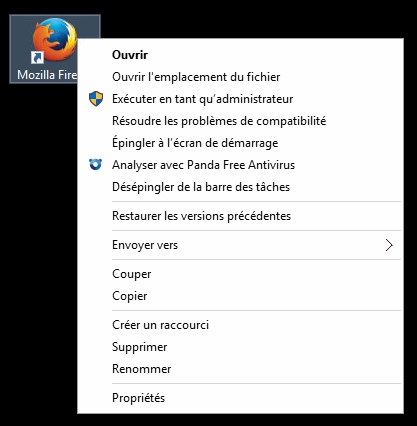 Mozilla Fire
Ouvrir
Ouvrir l'emplacement du fichier
Exécuter en tant qu'administrateur
Résoudre les problèmes de compatibilité
Épingler à l'écran de démarrage
Analyser avec Panda Free Antivirus
Désépingler de la barre des tâches
Restaurer les versions précédentes
Envoyer vers
Couper
Copier
Créer un raccourci
Supprimer
Renommer
Propriétés